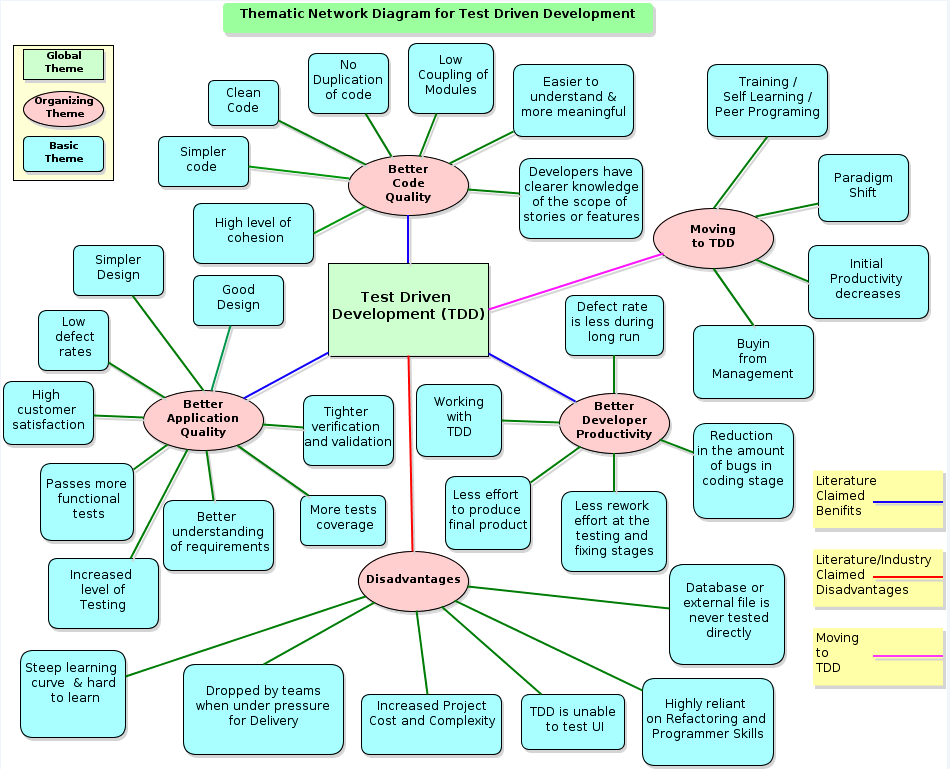 Thematic Network Diagram for Test Driven Development
Global
Theme
Organizing
Theme
Basic
Theme
Clean
Code
No
Duplication
of code
Low
Coupling of
Modules
Easier to
understand &
more meaningful
Simpler
code
Better
Code
Quality
Developers have
clearer knowledge
of the scope of
stories or features
High level of
cohesion
Training /
Self Learning /
Peer Programing
Paradigm
Shift
Moving
to TDD
Initial
Productivity
decreases
Buyin
from
Management
Test Driven
Development (TDD)
Simpler
Design
Good
Design
Low
defect
rates
High
customer
satisfaction
Better
Application
Quality
Tighter
verification
and validation
Passes more
functional
tests
Better
understanding
of requirements
More tests
coverage
Increased
level of
Testing
Defect rate
is less during
long run
Working
with
TDD
Better
Developer
Productivity
Reduction
in the amount
of bugs in
coding stage
Less effort
to produce
final product
Less rework
effort at the
testing and
fixing stages
Literature
Claimed
Benifits
Literature/Industry
Claimed
Disadvantages
Moving
to
TDD
Disadvantages
Database or
external file is
never tested
directly
Steep learning
curve & hard
to learn
Dropped by teams
when under pressure
for Delivery
Increased Project
Cost and Complexity
TDD is unable
to test UI
Highly reliant
on Refactoring and
Programmer Skills